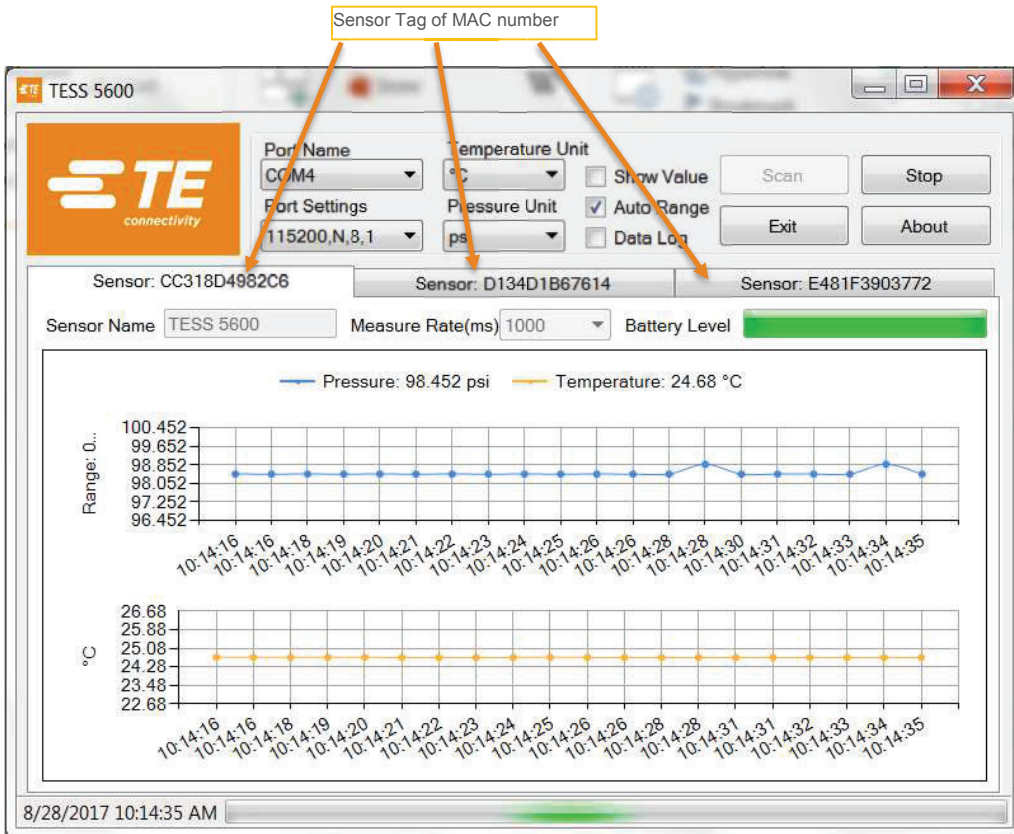 Sensor Tag of MAC number
TESS 5600
TE
connectivity
Port Name
COM4
Port Settings
115200,N,8,1
Temperature Unit
°C
Pressure Unit
psi
Show Value
Auto Range
Data Log
Scan
Stop
Exit
About
Sensor: CC318D4982C6
Sensor: D134D1B67614
Sensor: E481F3903772
Sensor Name TESS 5600 Measure Rate(ms) 1000 Battery Level
Pressure: 98.452 psi Temperature: 24.68 °C
Range: 0..
100.452
99.652
98.852
98.052
97.252
96.452
10:14:16 10:14:16 10:14:18 10:14:19 10:14:20 10:14:21 10:14:22 10:14:23 10:14:24 10:14:25 10:14:26 10:14:26 10:14:28 10:14:28 10:14:30 10:14:31 10:14:32 10:14:33 10:14:34 10:14:35
°C
26.68
25.88
25.08
24.28
23.48
22.68
10:14:16 10:14:16 10:14:18 10:14:19 10:14:20 10:14:21 10:14:22 10:14:23 10:14:24 10:14:25 10:14:26 10:14:26 10:14:28 10:14:28 10:14:31 10:14:31 10:14:32 10:14:33 10:14:34 10:14:35
8/28/2017 10:14:35 AM